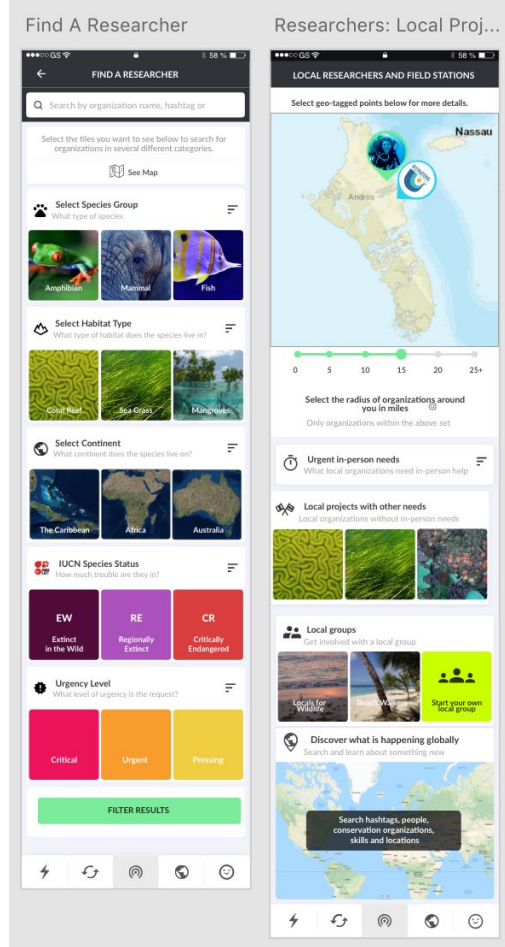 Find A Researcher
GS
58 %
FIND A RESEARCHER
Search by organization name, hashtag or
Select the tiles you want to see below to search for
organizations in several different categories.
See Map
Select Species Group
What type of species
Amphibian
Mammal
Fish
Select Habitat Type
What type of habitat does the species live in?
Coral Reef
Sea Grass
Mangroves
Select Continent
What continent does the species live on?
The Caribbean
Africa
Australia
IUCN Species Status
How much trouble are they in?
EW
Extinct
in the Wild
RE
Regionally
Extinct
CR
Critically
Endangered
Urgency Level
What level of urgency is the request?
Critical
Urgent
Pressing
FILTER RESULTS
Researchers: Local Proj...
GS
58 %
LOCAL RESEARCHERS AND FIELD STATIONS
Select geo-tagged points below for more details.
Nassau
Andros
0 5 10 15 20 25+
Select the radius of organizations around
you in miles
Only organizations within the above set
Urgent in-person needs
What local organizations need in-person help
Local projects with other needs
Local organizations without in-person needs
Local groups
Get involved with a local group
Locals for
Wildlife
Beach Walkers
Start your own
local group
Discover what is happening globally
Search and learn about something new
Search hashtags, people,
conservation organizations,
skills and locations